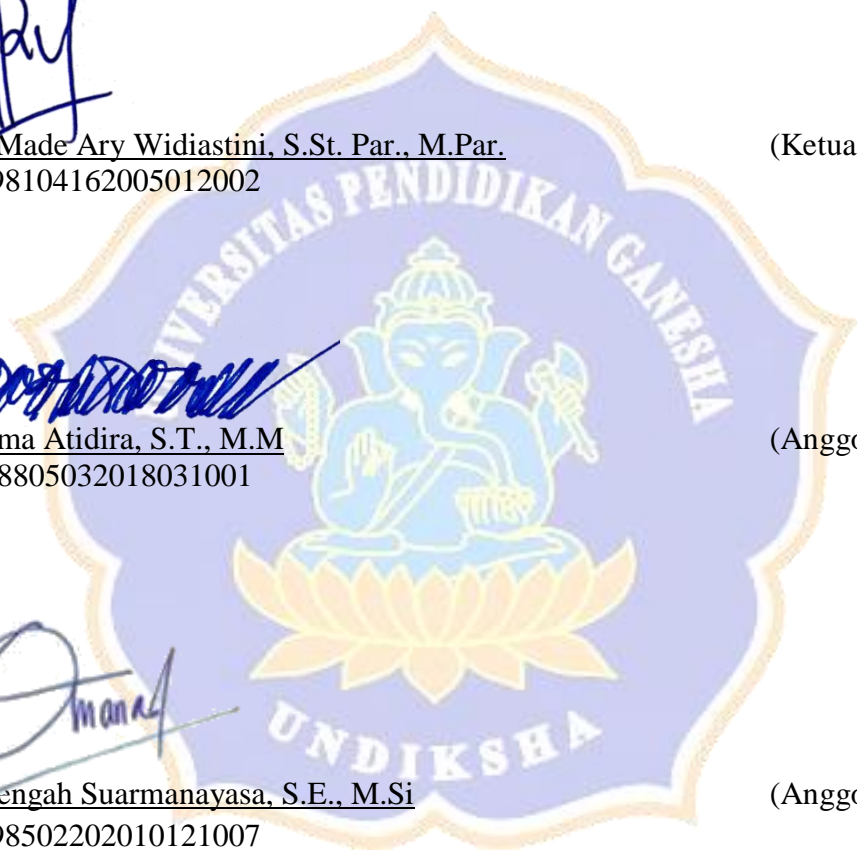 Made Ary Widiastini, S.St. Par., M.Par. (Ketua
98104162005012002
UNIVERSITAS PENDIDIKAN GANESHA
ma Atidira, S.T., M.M (Anggo
8805032018031001
engah Suarmanayasa, S.E., M.Si (Anggo
98502202010121007
UNDIKSHA